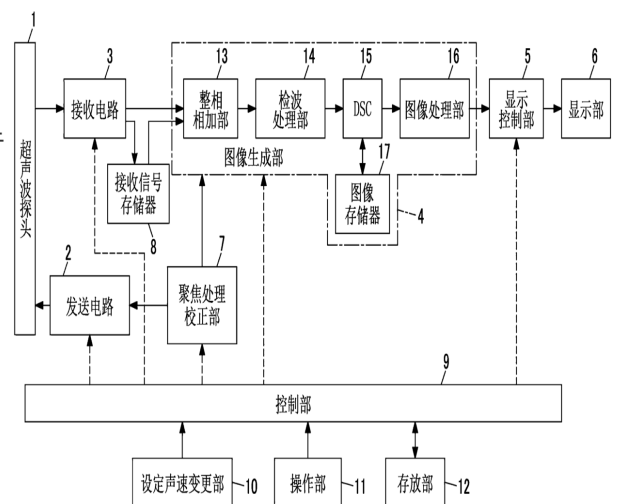 1
3
13
14
15
16
5
6
接收电路
整相
相加部
检波
处理部
DSC
图像处理部
显示
控制部
显示部
超声波探头
图像生成部
17
接收信号
存储器
8
图像
存储器
4
2
7
发送电路
聚焦处理
校正部
9
控制部
设定声速变更部
10
操作部
11
存放部
12